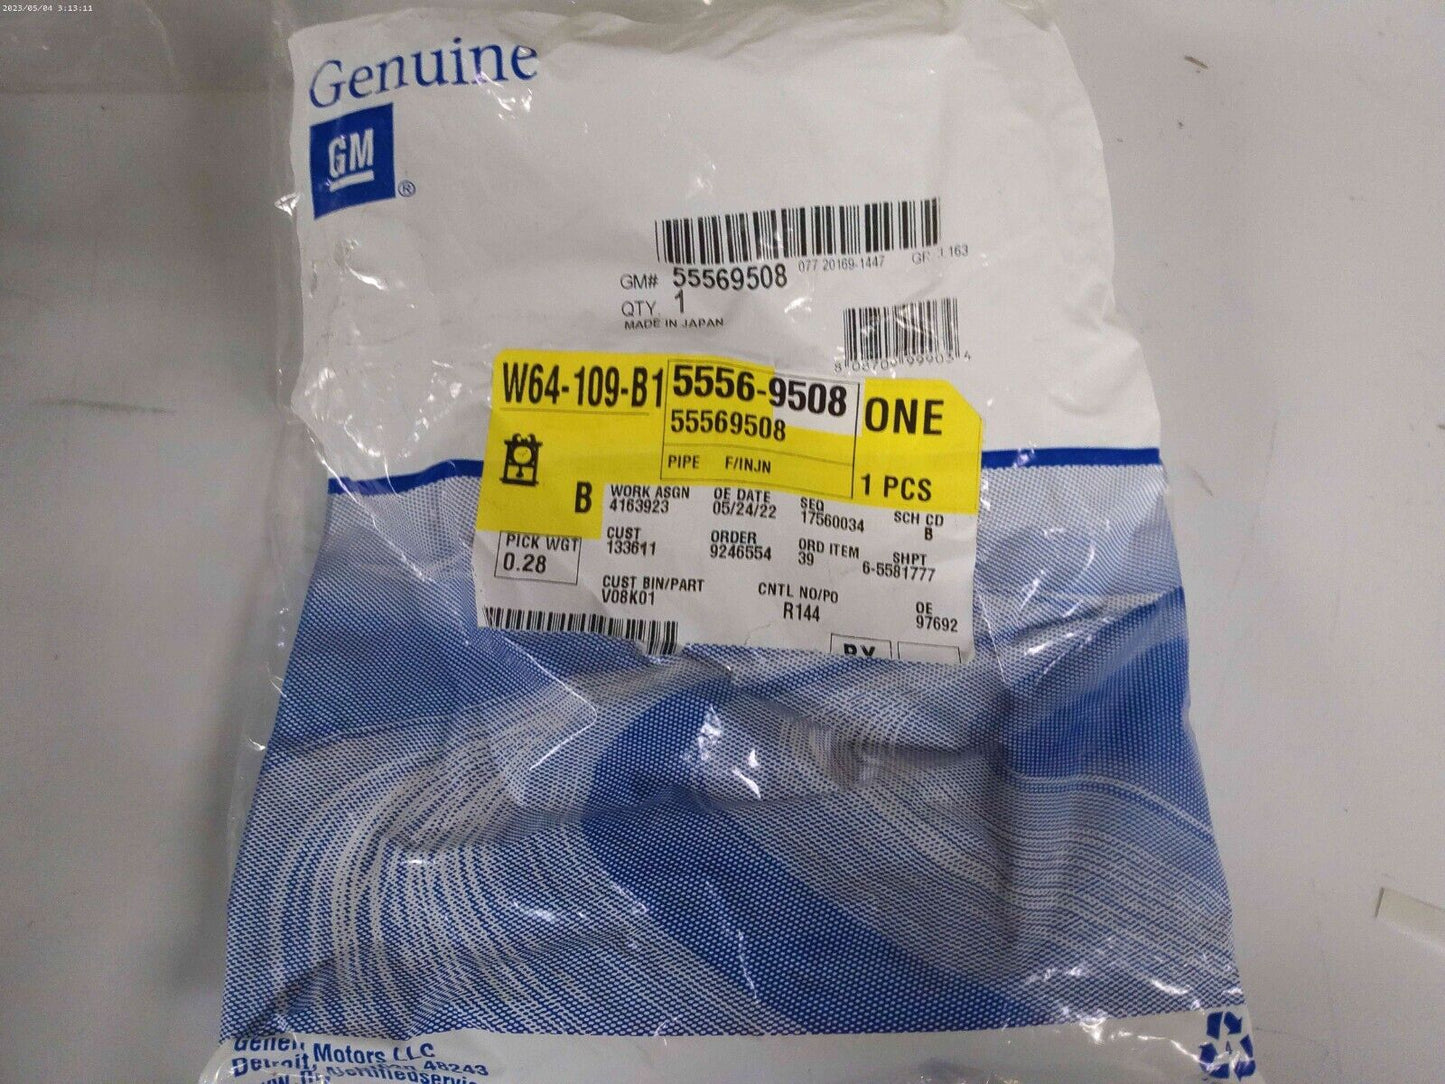 2023/05/04 3:13:11
Genuine
GM
®
077 20169-1447
GM# 55569508
QTY. 1
MADE IN JAPAN
W64-109-B1
5556-9508
55569508
ONE
PIPE F/INJN
1 PCS
B
WORK ASGN
4163923
OE DATE
05/24/22
SEQ
17560034
SCH CD
B
PICK WGT
0.28
CUST
133611
ORDER
9246554
ORD ITEM
39
SHPT
6-5581777
CUST BIN/PART
V08K01
CNTL NO/PO
R144
OE
97692
Motors LLC
Detroit, 48243